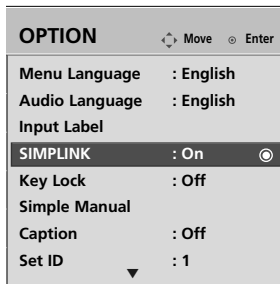 OPTION Move Enter
Menu Language : English
Audio Language : English
Input Label
SIMPLINK : On
Key Lock : Off
Simple Manual
Caption : Off
Set ID : 1